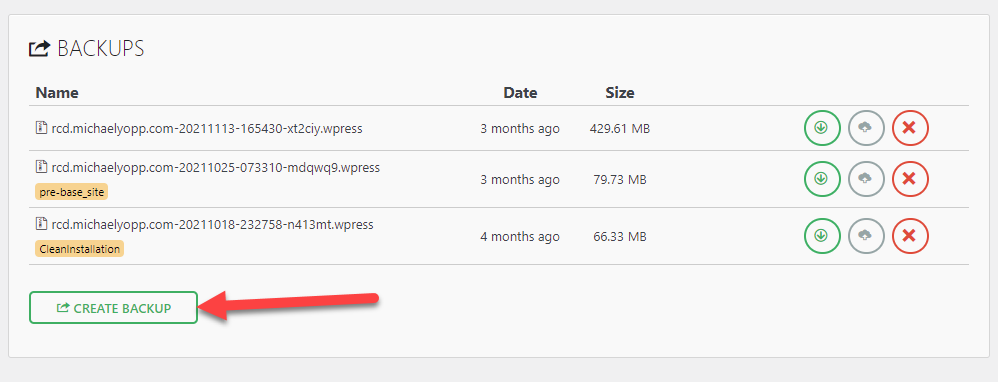 BACKUPS
Name Date Size
rcd.michaelyopp.com-20211113-165430-xt2ciy.wpress 3 months ago 429.61 MB
rcd.michaelyopp.com-20211025-073310-mdqwq9.wpress 3 months ago 79.73 MB
pre-base_site
rcd.michaelyopp.com-20211018-232758-n413mt.wpress 4 months ago 66.33 MB
CleanInstallation
CREATE BACKUP